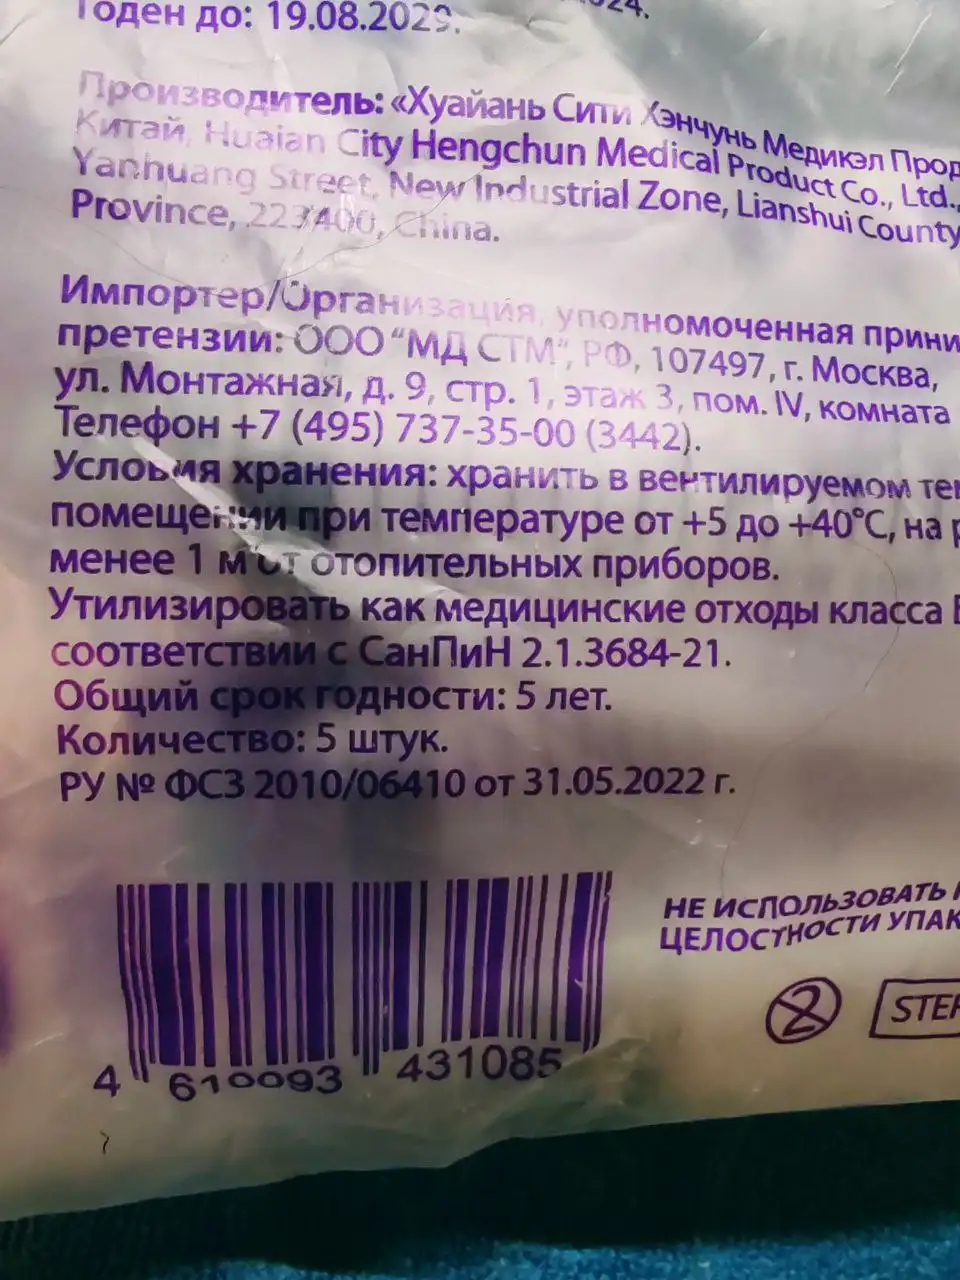 Годен до: 19.08.2029.
Производитель: «Хуайань Сити Хэнчунь Медикэл Прод
Китай, Huaian City Hengchun Medical Product Co., Ltd.,
Yanhuang Street, New Industrial Zone, Lianshui County
Province, 223400, China.
Импортер/Организация, уполномоченная прини
претензии: ООО "МД СТМ", РФ, 107497, г. Москва,
ул. Монтажная, д. 9, стр. 1, этаж 3, пом. IV, комната
Телефон +7 (495) 737-35-00 (3442).
Условия хранения: хранить в вентилируемом
помещении при температуре от +5 до +40°С, на
менее 1 м от отопительных приборов.
Утилизировать как медицинские отходы класса
соответствии с СанПиН 2.1.3684-21.
Общий срок годности: 5 лет.
Количество: 5 штук.
РУ № ФСЗ 2010/06410 от 31.05.2022 г.
НЕ ИСПОЛЬЗОВАТЬ
ЦЕЛОСТНОСТИ УПАК
2
STER
4 610093 431085